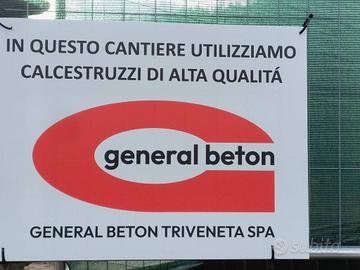 IN QUESTO CANTIERE UTILIZZIAMO
CALCESTRUZZI DI ALTA QUALITÁ
general beton
GENERAL BETON TRIVENETA SPA
subito